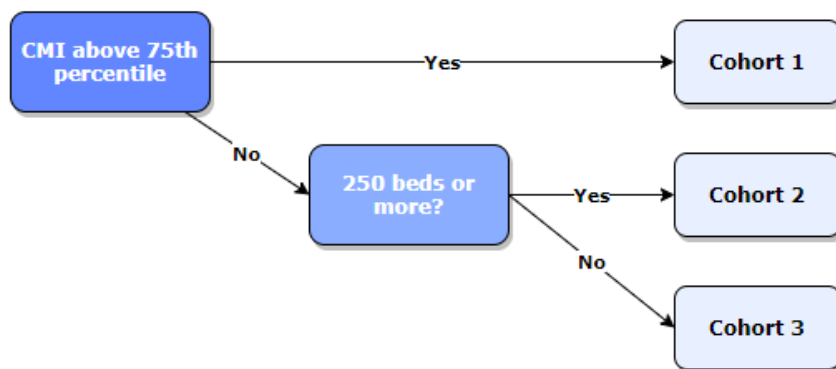 CMI above 75th
percentile
Yes
Cohort 1
No
250 beds or
more?
Yes
Cohort 2
No
Cohort 3